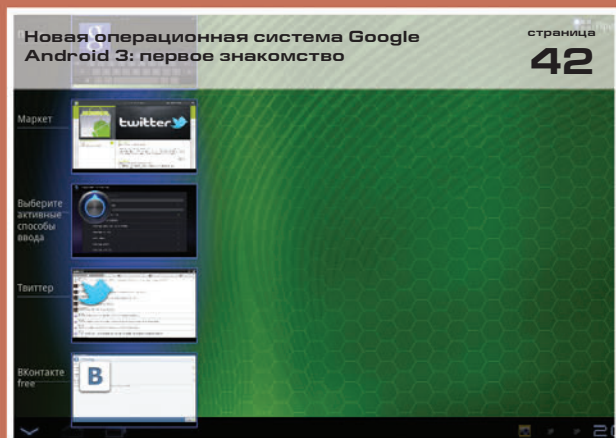 Новая операционная система Google
Android 3: первое знакомство
страница
42
Маркет
twitter
Выберите
активные
способы
ввода
Твиттер
ВКонтакте
free
B